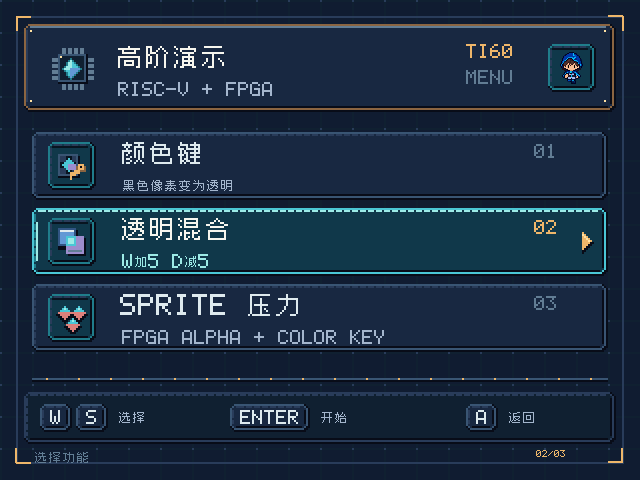 高阶演示
TI60
RISC-V + FPGA
MENU
颜色键
01
黑色像素变为透明
透明混合
02
W加5 D减5
SPRITE 压力
03
FPGA ALPHA + COLOR KEY
W S 选择 ENTER 开始 A 返回
选择功能
02/03